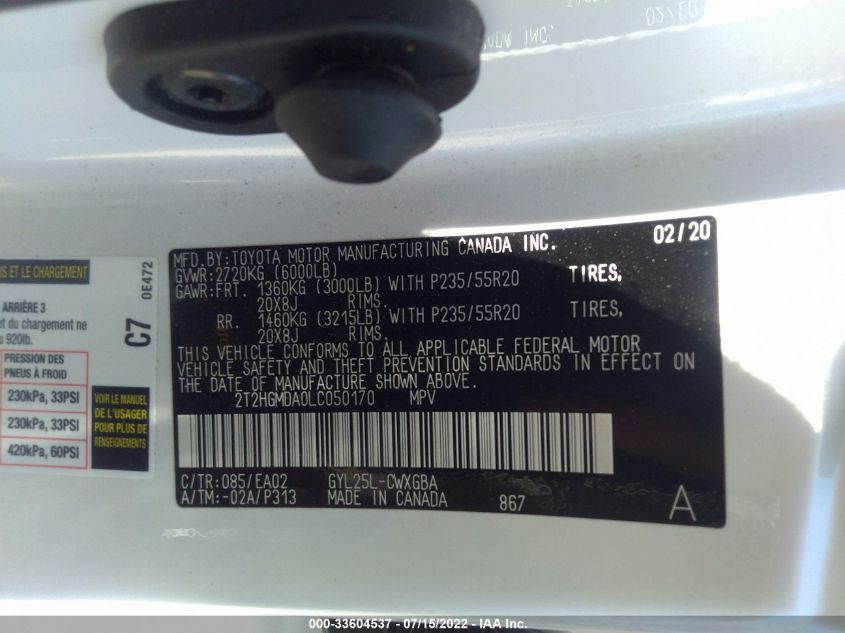 02/20
MFD.BY:TOYOTA MOTOR MANUFACTURING CANADA INC.
GVWR:2720KG (6000LB)
GAWR:FRT. 1360KG (3000LB) WITH P235/55R20 TIRES,
20X8J RIMS.
RR. 1460KG (3215LB) WITH P235/55R20 TIRES,
20X8J RIMS.
THIS VEHICLE CONFORMS TO ALL APPLICABLE FEDERAL MOTOR
VEHICLE SAFETY AND THEFT PREVENTION STANDARDS IN EFFECT ON
THE DATE OF MANUFACTURE SHOWN ABOVE.
2T2HGMDA0LC050170 MPV
C/TR:085/EA02 GYL25L-CWXGBA
A/TM:-02A/P313 MADE IN CANADA 867 A
IS ET LE CHARGEMENT
ARRIÈRE 3
et du chargement ne
920lb.
PRESSION DES
PNEUS À FROID
230kPa, 33PSI
230kPa, 33PSI
420kPa, 60PSI
VOIR LE MANUEL
DE L'USAGER
POUR PLUS DE
RENSEIGNEMENTS
C7
0E472
000-33604537 - 07/15/2022 - IAA Inc.